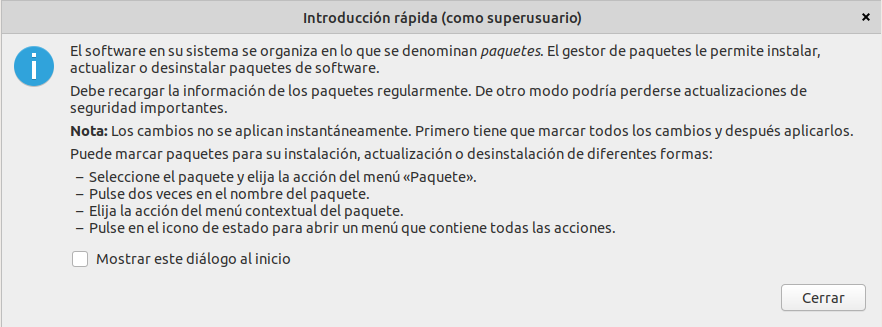 Introducción rápida (como superusuario)
El software en su sistema se organiza en lo que se denominan paquetes. El gestor de paquetes le permite instalar,
actualizar o desinstalar paquetes de software.
Debe recargar la información de los paquetes regularmente. De otro modo podría perderse actualizaciones de
seguridad importantes.
Nota: Los cambios no se aplican instantáneamente. Primero tiene que marcar todos los cambios y después aplicarlos.
Puede marcar paquetes para su instalación, actualización o desinstalación de diferentes formas:
– Seleccione el paquete y elija la acción del menú «Paquete».
– Pulse dos veces en el nombre del paquete.
– Elija la acción del menú contextual del paquete.
– Pulse en el icono de estado para abrir un menú que contiene todas las acciones.
Mostrar este diálogo al inicio
Cerrar